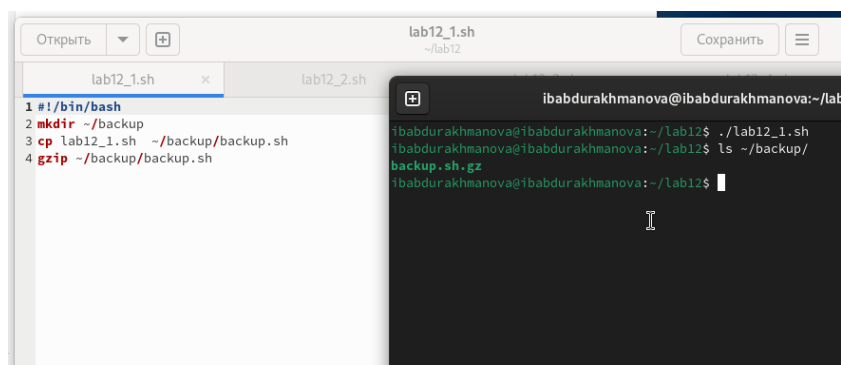 Открыть
lab12_1.sh
~/lab12
Сохранить
lab12_1.sh ×
lab12_2.sh
1 #!/bin/bash
2 mkdir ~/backup
3 cp lab12_1.sh  ~/backup/backup.sh
4 gzip ~/backup/backup.sh
ibabdurakhmanova@ibabdurakhmanova:~/lab
ibabdurakhmanova@ibabdurakhmanova:~/lab12$ ./lab12_1.sh
ibabdurakhmanova@ibabdurakhmanova:~/lab12$ ls ~/backup/
backup.sh.gz
ibabdurakhmanova@ibabdurakhmanova:~/lab12$